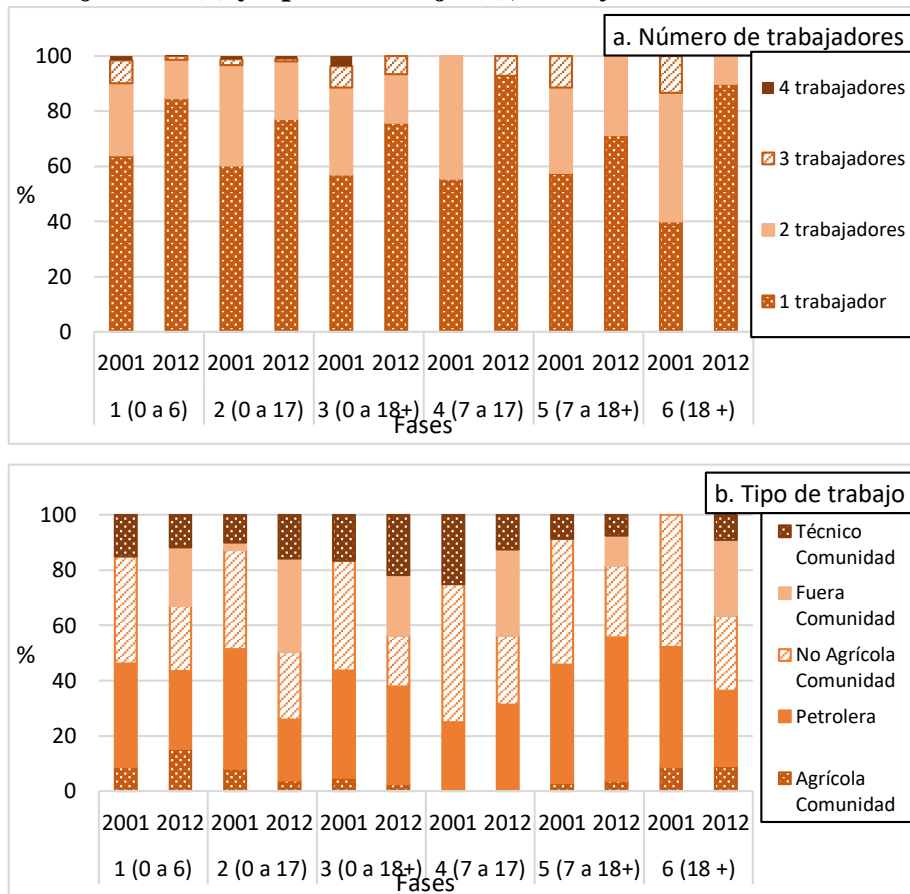 a. Número de trabajadores
100
80
60
40
20
0
%
4 trabajadores
3 trabajadores
2 trabajadores
1 trabajador
2001 2012 2001 2012 2001 2012 2001 2012 2001 2012 2001 2012
1 (0 a 6) 2 (0 a 17) 3 (0 a 18+) 4 (7 a 17) 5 (7 a 18+) 6 (18 +)
Fases
b. Tipo de trabajo
100
80
60
40
20
0
%
Técnico
Comunidad
Fuera
Comunidad
No Agrícola
Comunidad
Petrolera
Agrícola
Comunidad
2001 2012 2001 2012 2001 2012 2001 2012 2001 2012 2001 2012
1 (0 a 6) 2 (0 a 17) 3 (0 a 18+) 4 (7 a 17) 5 (7 a 18+) 6 (18 +)
Fases